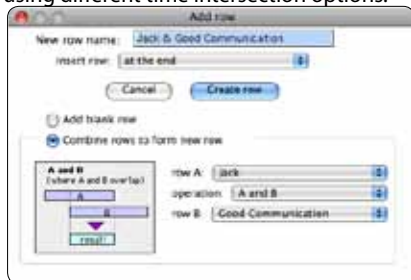 using different time intersection options.
Add row
New row name: Jack & Good Communication
Insert row: at the end
Cancel Create row
Add blank row
Combine rows to form new row
A and B
(where A and B overlap)
A
B
result
row A: Jack
operation: A and B
row B: Good Communication